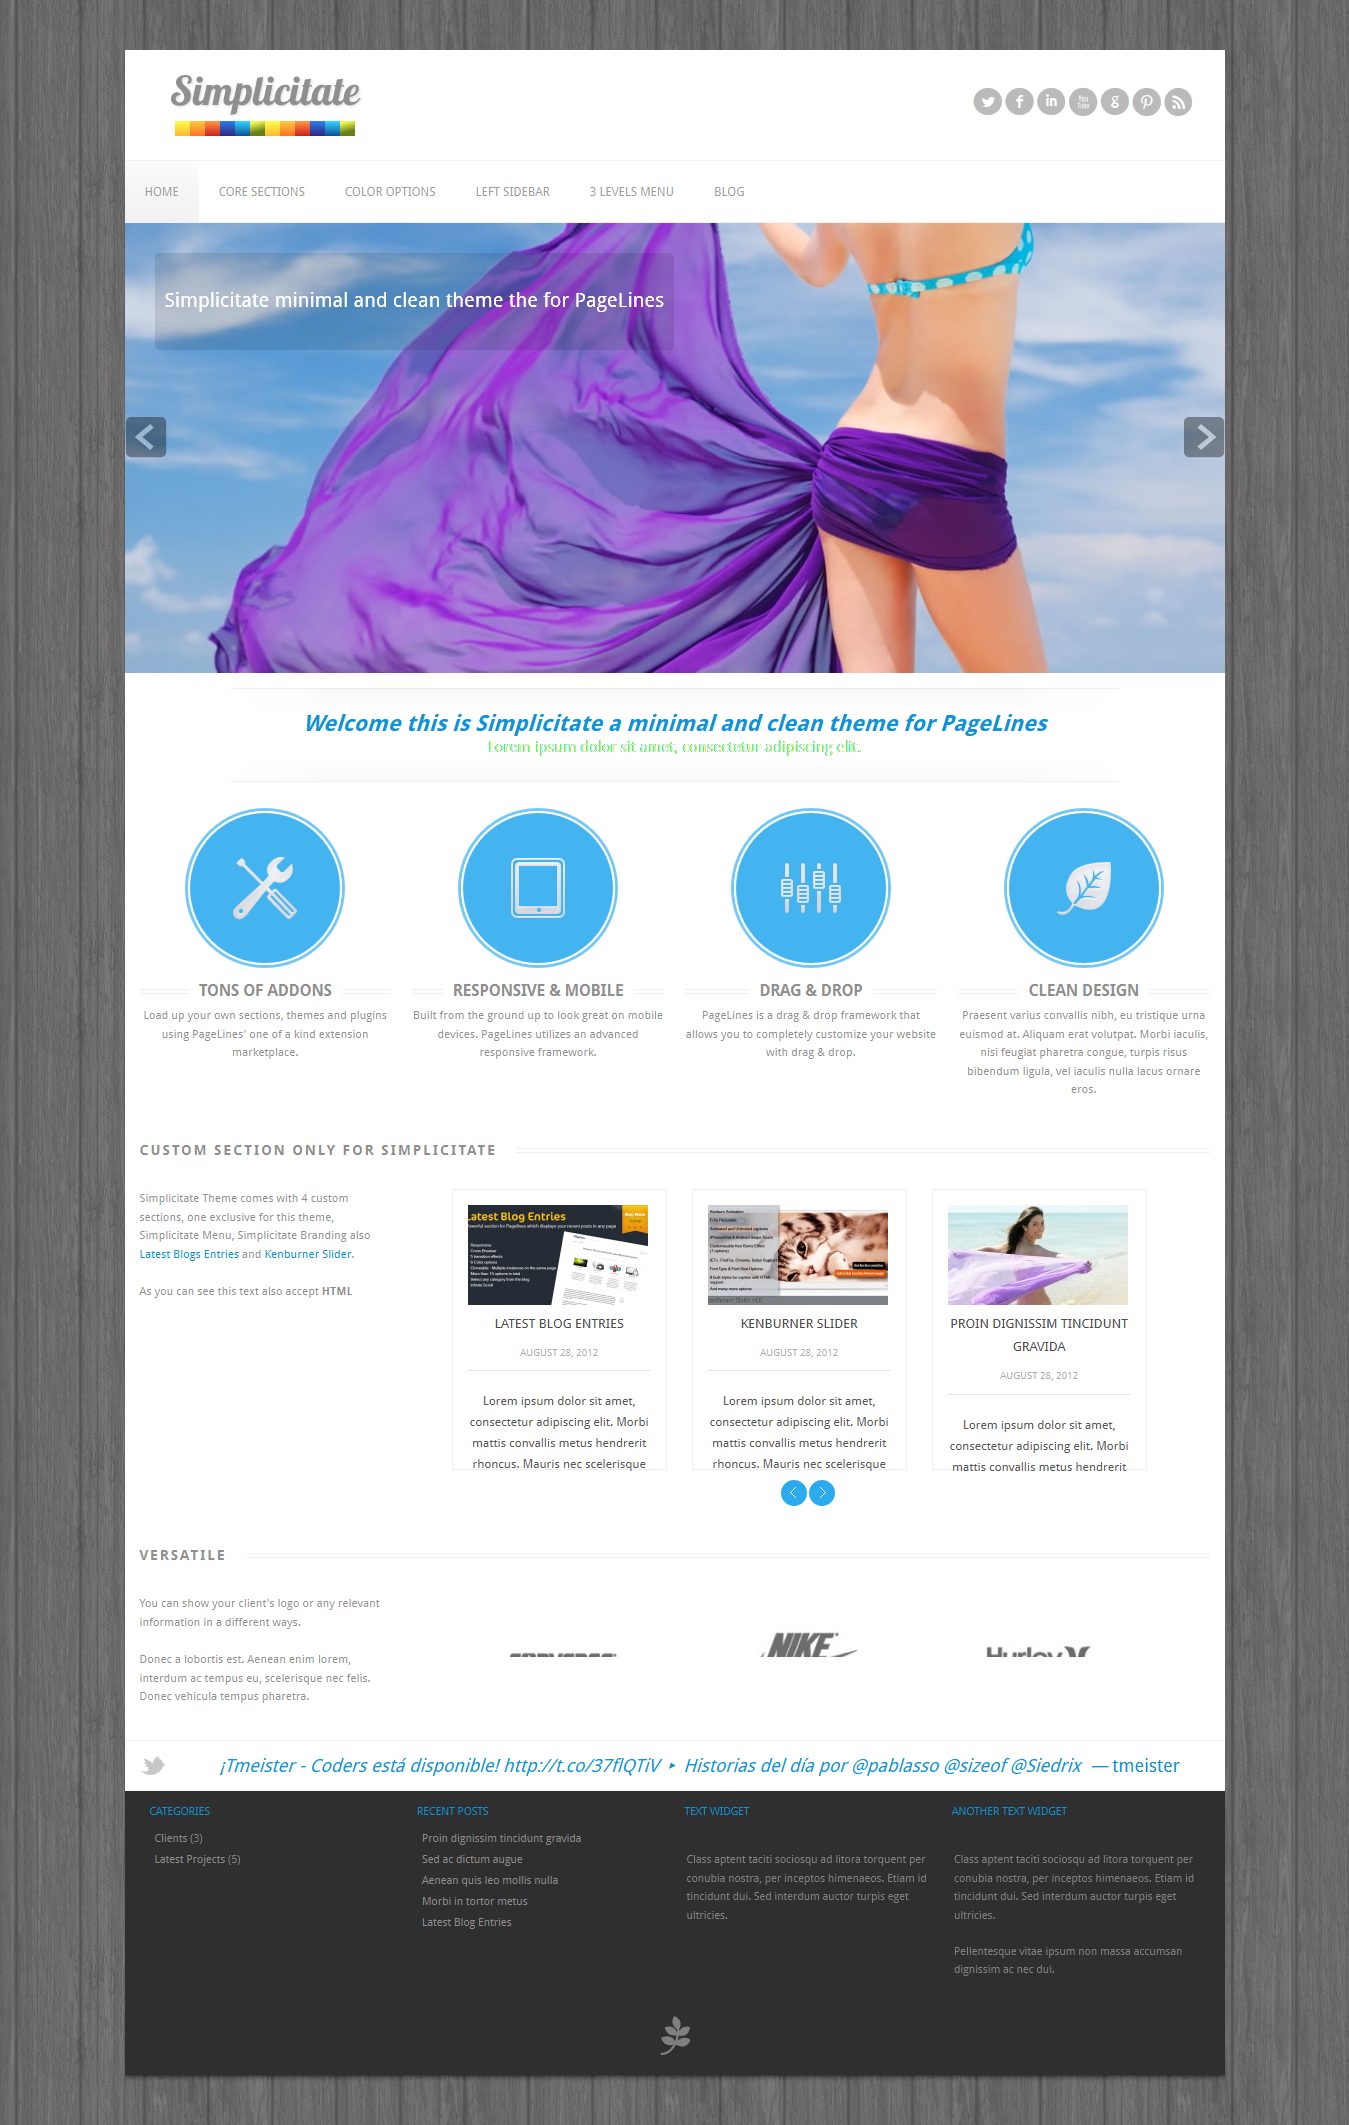 Simplicitate
You
Tube
HOME
CORE SECTIONS
COLOR OPTIONS
LEFT SIDEBAR
3 LEVELS MENU
BLOG
Simplicitate minimal and clean theme the for PageLines
Welcome this is Simplicitate a minimal and clean theme for PageLines
Lorem ipsum dolor sit amet, consectetur adipiscing elit.
TONS OF ADDONS
Load up your own sections, themes and plugins
using PageLines' one of a kind extension
marketplace.
RESPONSIVE & MOBILE
Built from the ground up to look great on mobile
devices. PageLines utilizes an advanced
responsive framework.
DRAG & DROP
PageLines is a drag & drop framework that
allows you to completely customize your website
with drag & drop.
CLEAN DESIGN
Praesent varius convallis nibh, eu tristique urna
euismod at. Aliquam erat volutpat. Morbi iaculis,
nisi feugiat pharetra congue, turpis risus
bibendum ligula, vel iaculis nulla lacus ornare
eros.
CUSTOM SECTION ONLY FOR SIMPLICITATE
Simplicitate Theme comes with 4 custom
sections, one exclusive for this theme,
Simplicitate Menu, Simplicitate Branding also
Latest Blogs Entries and Kenburner Slider.
As you can see this text also accept HTML
Latest Blog Entries
LATEST BLOG ENTRIES
AUGUST 28, 2012
Lorem ipsum dolor sit amet,
consectetur adipiscing elit. Morbi
mattis convallis metus hendrerit
rhoncus. Mauris nec scelerisque
KENBURNER SLIDER
AUGUST 28, 2012
Lorem ipsum dolor sit amet,
consectetur adipiscing elit. Morbi
mattis convallis metus hendrerit
rhoncus. Mauris nec scelerisque
PROIN DIGNISSIM TINCIDUNT
GRAVIDA
AUGUST 28, 2012
Lorem ipsum dolor sit amet,
consectetur adipiscing elit. Morbi
mattis convallis metus hendrerit
VERSATILE
You can show your client's logo or any relevant
information in a different ways.
Donec a lobortis est. Aenean enim lorem,
interdum ac tempus eu, scelerisque nec felis.
Donec vehicula tempus pharetra.
NIKE
Hurley
¡Tmeister - Coders está disponible! http://t.co/37flQTiV ‣ Historias del día por @pablasso @sizeof @Siedrix — tmeister
CATEGORIES
Clients (3)
Latest Projects (5)
RECENT POSTS
Proin dignissim tincidunt gravida
Sed ac dictum augue
Aenean quis leo mollis nulla
Morbi in tortor metus
Latest Blog Entries
TEXT WIDGET
Class aptent taciti sociosqu ad litora torquent per
conubia nostra, per inceptos himenaeos. Etiam id
tincidunt dui. Sed interdum auctor turpis eget
ultricies.
ANOTHER TEXT WIDGET
Class aptent taciti sociosqu ad litora torquent per
conubia nostra, per inceptos himenaeos. Etiam id
tincidunt dui. Sed interdum auctor turpis eget
ultricies.
Pellentesque vitae ipsum non massa accumsan
dignissim ac nec dui.